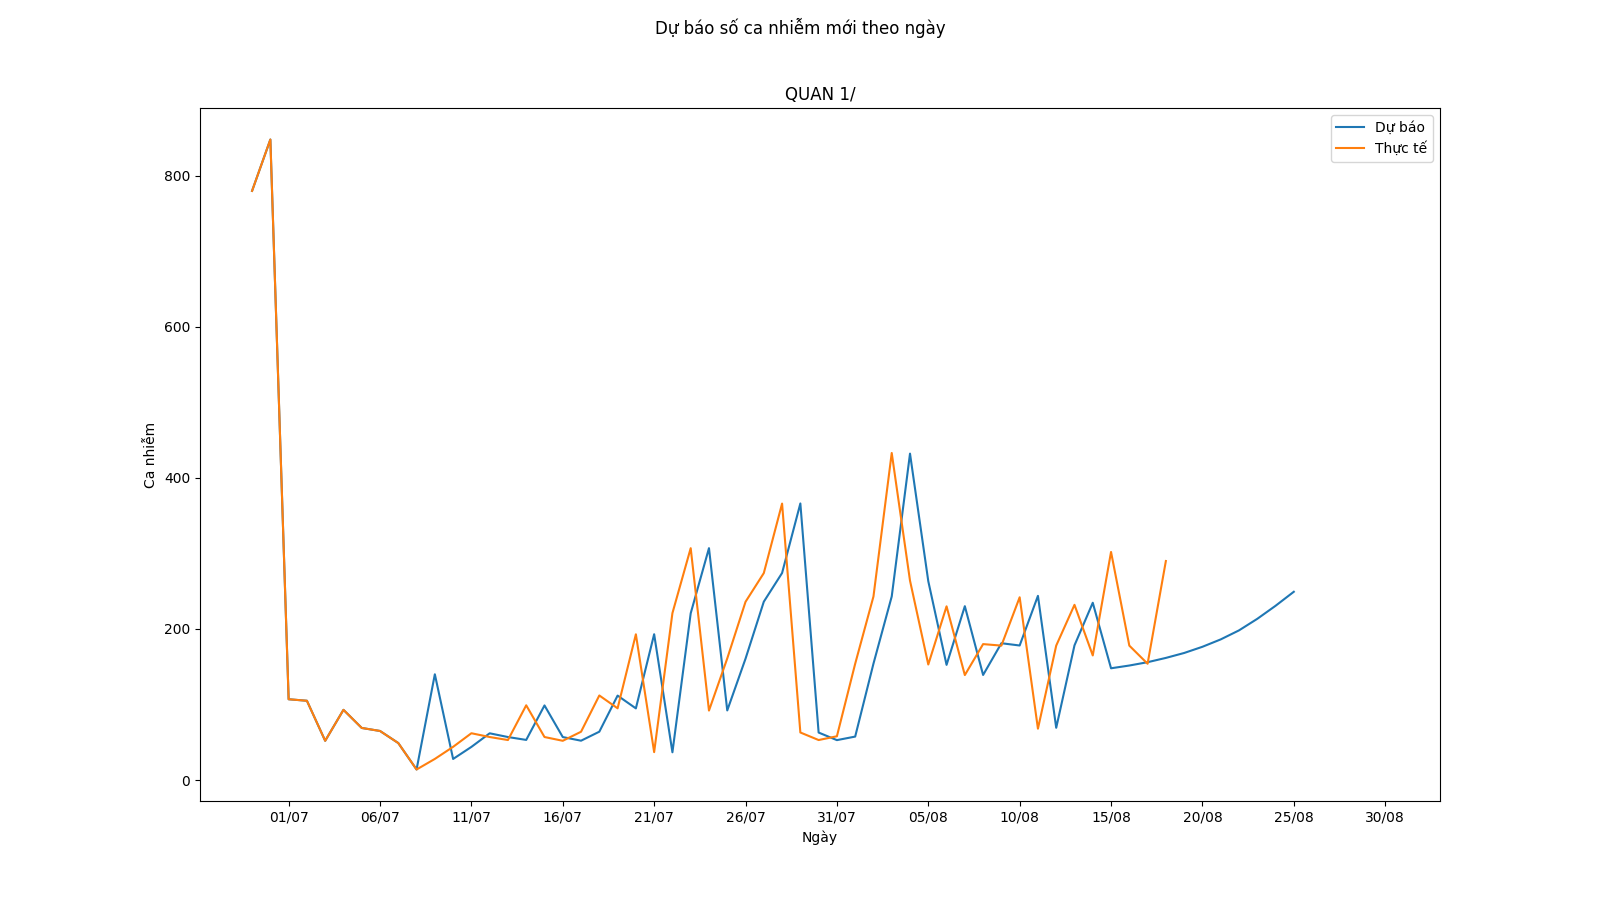 Dự báo số ca nhiễm mới theo ngày
QUAN 1/
Dự báo
Thực tế
800
600
400
200
0
Ca nhiễm
01/07 06/07 11/07 16/07 21/07 26/07 31/07 05/08 10/08 15/08 20/08 25/08 30/08
Ngày